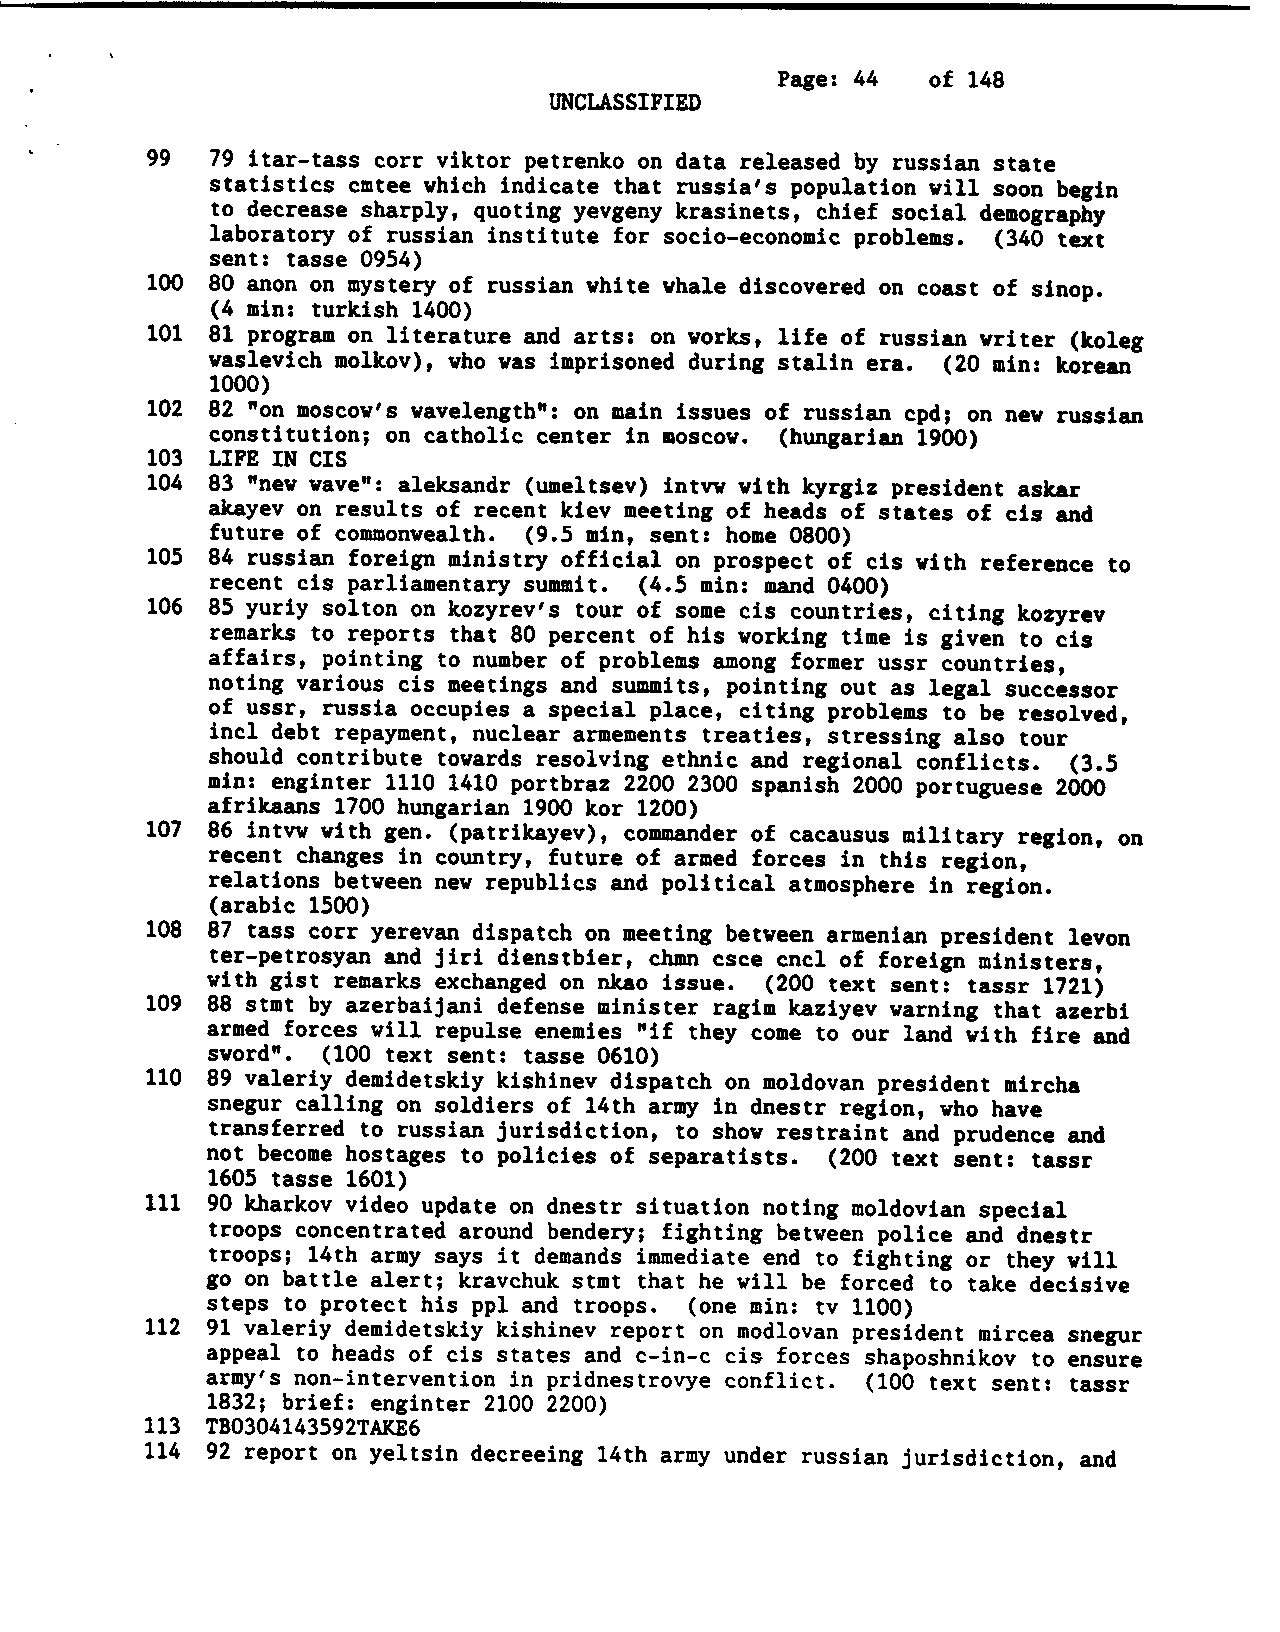 Page: 44 of 148
UNCLASSIFIED
99 79 itar-tass corr viktor petrenko on data released by russian state
statistics cmtee which indicate that russia's population will soon begin
to decrease sharply, quoting yevgeny krasinets, chief social demography
laboratory of russian institute for socio-economic problems. (340 text
sent: tasse 0954)
100 80 anon on mystery of russian white whale discovered on coast of sinop.
(4 min: turkish 1400)
101 81 program on literature and arts: on works, life of russian writer (koleg
waslevich molkov), who was imprisoned during stalin era. (20 min: korean
1000)
102 82 "on moscow's wavelength": on main issues of russian cpd; on new russian
constitution; on catholic center in moscow. (hungarian 1900)
103 LIFE IN CIS
104 83 "new wave": aleksandr (umeltsev) intvw with kyrgiz president askar
akayev on results of recent kiev meeting of heads of states of cis and
future of commonwealth. (9.5 min, sent: home 0800)
105 84 russian foreign ministry official on prospect of cis with reference to
recent cis parliamentary summit. (4.5 min: mand 0400)
106 85 yuriy solton on kozyrev's tour of some cis countries, citing kozyrev
remarks to reports that 80 percent of his working time is given to cis
affairs, pointing to number of problems among former ussr countries,
noting various cis meetings and summits, pointing out as legal successor
of ussr, russia occupies a special place, citing problems to be resolved,
incl debt repayment, nuclear armements treaties, stressing also tour
should contribute towards resolving ethnic and regional conflicts. (3.5
min: enginter 1110 1410 portbraz 2200 2300 spanish 2000 portuguese 2000
afrikaans 1700 hungarian 1900 kor 1200)
107 86 intvw with gen. (patrikayev), commander of cacausus military region, on
recent changes in country, future of armed forces in this region,
relations between new republics and political atmosphere in region.
(arabic 1500)
108 87 tass corr yerevan dispatch on meeting between armenian president levon
ter-petrosyan and jiri dienstbier, chmn csce cncl of foreign ministers,
with gist remarks exchanged on nkao issue. (200 text sent: tassr 1721)
109 88 stmt by azerbaijani defense minister ragim kaziyev warning that azerbi
armed forces will repulse enemies "if they come to our land with fire and
sword". (100 text sent: tasse 0610)
110 89 valeriy demidetskiy kishinev dispatch on moldovan president mircha
snegur calling on soldiers of 14th army in dnestr region, who have
transferred to russian jurisdiction, to show restraint and prudence and
not become hostages to policies of separatists. (200 text sent: tassr
1605 tasse 1601)
111 90 kharkov video update on dnestr situation noting moldovian special
troops concentrated around bendery; fighting between police and dnestr
troops; 14th army says it demands immediate end to fighting or they will
go on battle alert; kravchuk stmt that he will be forced to take decisive
steps to protect his ppl and troops. (one min: tv 1100)
112 91 valeriy demidetskiy kishinev report on modlovan president mircea snegur
appeal to heads of cis states and c-in-c cis forces shaposhnikov to ensure
army's non-intervention in pridnestrovye conflict. (100 text sent: tassr
1832; brief: enginter 2100 2200)
113 TB0304143592TAKE6
114 92 report on yeltsin decreeing 14th army under russian jurisdiction, and